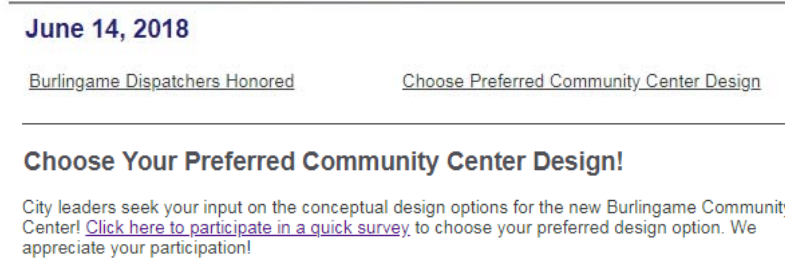 June 14, 2018
Burlingame Dispatchers Honored Choose Preferred Community Center Design
Choose Your Preferred Community Center Design!
City leaders seek your input on the conceptual design options for the new Burlingame Community
Center! Click here to participate in a quick survey to choose your preferred design option. We
appreciate your participation!